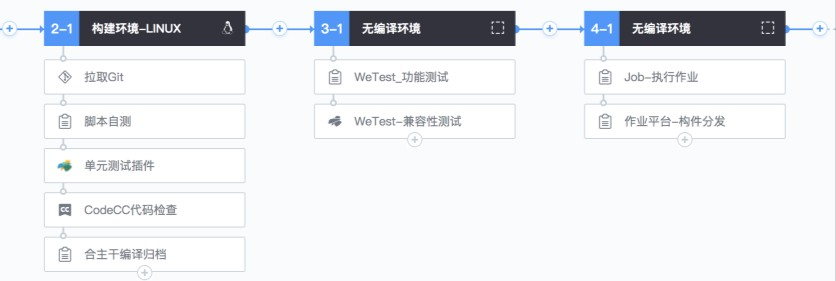 2-1 构建环境-LINUX
拉取Git
脚本自测
单元测试插件
CodeCC代码检查
合主干编译归档
3-1 无编译环境
WeTest_功能测试
WeTest-兼容性测试
4-1 无编译环境
Job-执行作业
作业平台-构件分发